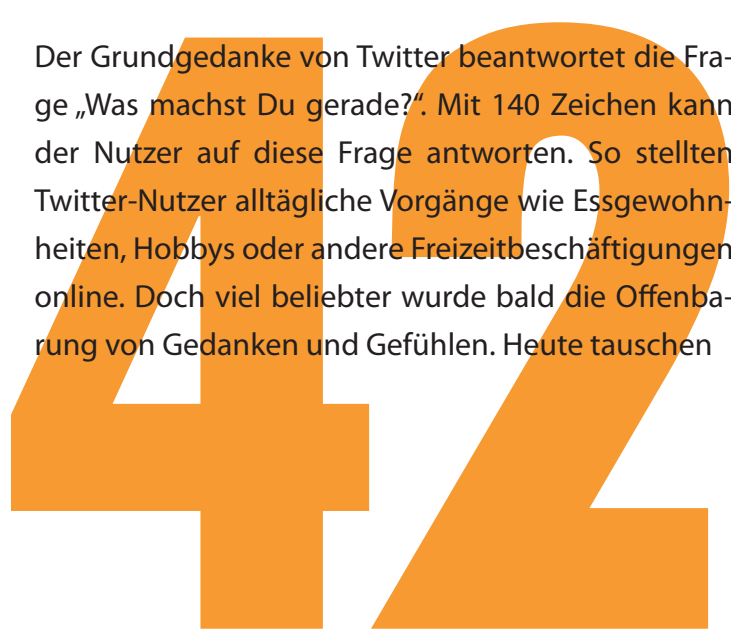 Der Grundgedanke von Twitter beantwortet die Fra-
ge „Was machst Du gerade?“. Mit 140 Zeichen kann
der Nutzer auf diese Frage antworten. So stellten
Twitter-Nutzer alltägliche Vorgänge wie Essgewohn-
heiten, Hobbys oder andere Freizeitbeschäftigungen
online. Doch viel beliebter wurde bald die Offenba-
rung von Gedanken und Gefühlen. Heute tauschen
42